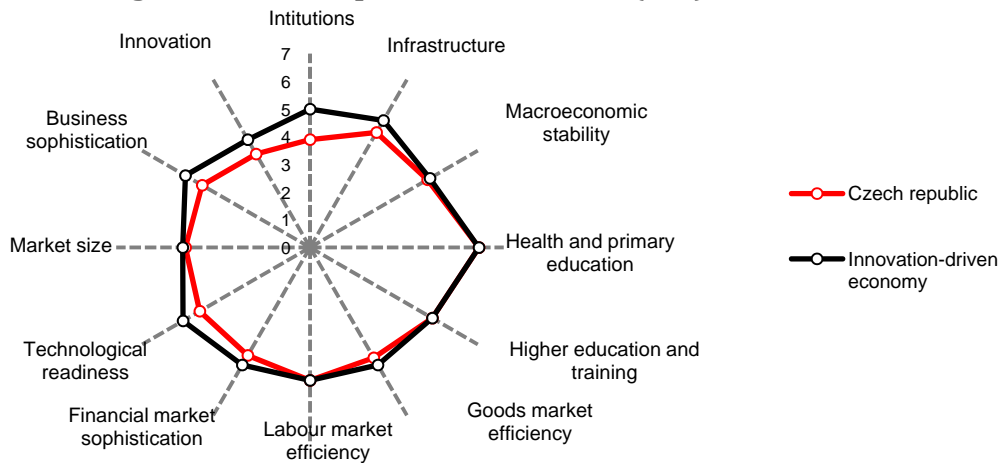 Intitutions
Innovation
Infrastructure
7
6
5
4
3
2
1
0
Business
sophistication
Macroeconomic
stability
Market size
Health and primary
education
Technological
readiness
Higher education and
training
Financial market
sophistication
Labour market
efficiency
Goods market
efficiency
Czech republic
Innovation-driven
economy